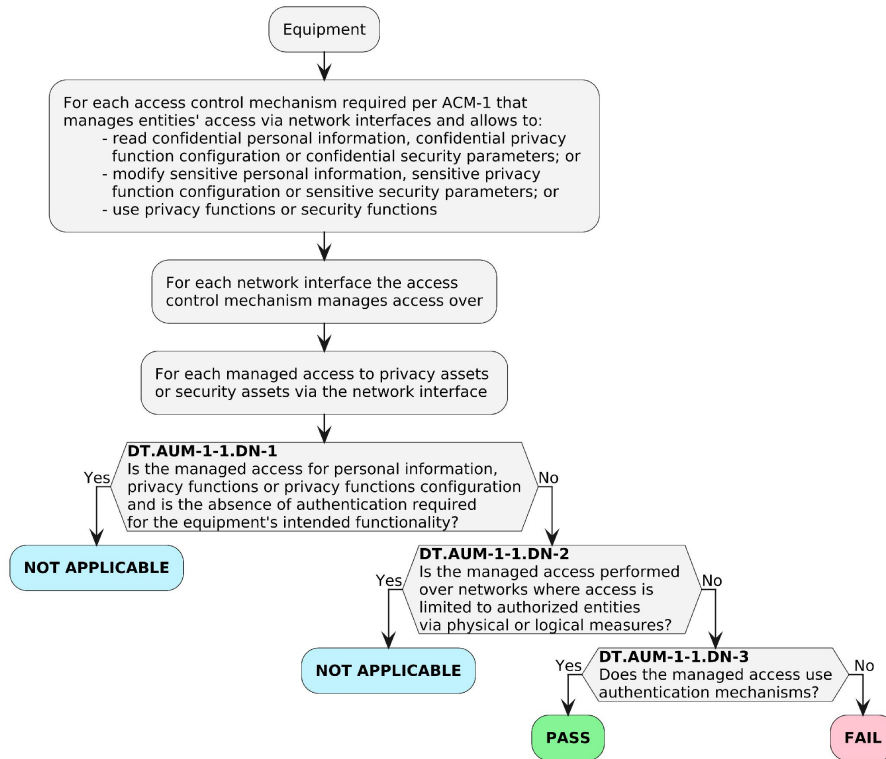 Equipment
For each access control mechanism required per ACM-1 that
manages entities' access via network interfaces and allows to:
- read confidential personal information, confidential privacy
function configuration or confidential security parameters; or
- modify sensitive personal information, sensitive privacy
function configuration or sensitive security parameters; or
- use privacy functions or security functions
For each network interface the access
control mechanism manages access over
For each managed access to privacy assets
or security assets via the network interface
DT.AUM-1-1.DN-1
Is the managed access for personal information,
privacy functions or privacy functions configuration
and is the absence of authentication required
for the equipment's intended functionality?
Yes
No
NOT APPLICABLE
DT.AUM-1-1.DN-2
Is the managed access performed
over networks where access is
limited to authorized entities
via physical or logical measures?
Yes
No
NOT APPLICABLE
DT.AUM-1-1.DN-3
Does the managed access use
authentication mechanisms?
Yes
No
PASS
FAIL